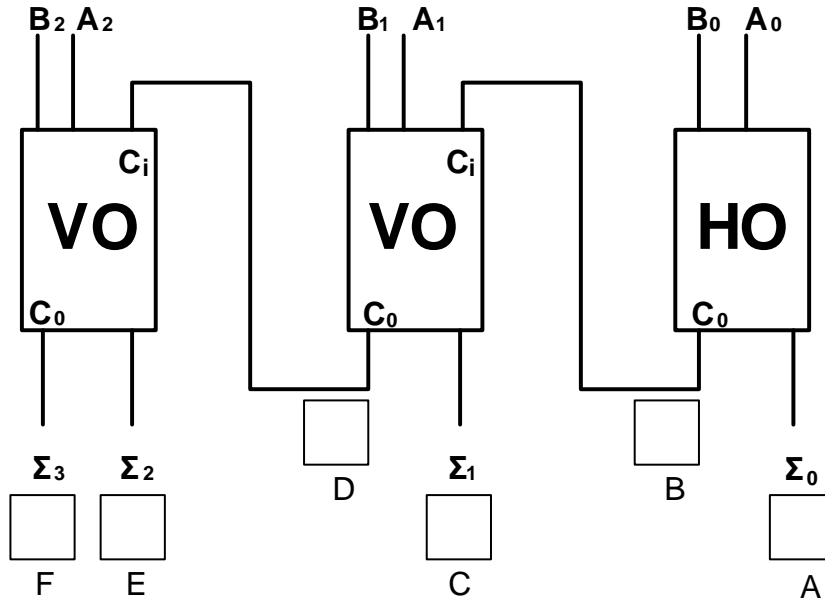 B₂ A₂ B₁ A₁ B₀ A₀
Cᵢ Cᵢ
VO VO HO
C₀ C₀ C₀
Σ₃ Σ₂ Σ₁ Σ₀
D B
F E C A